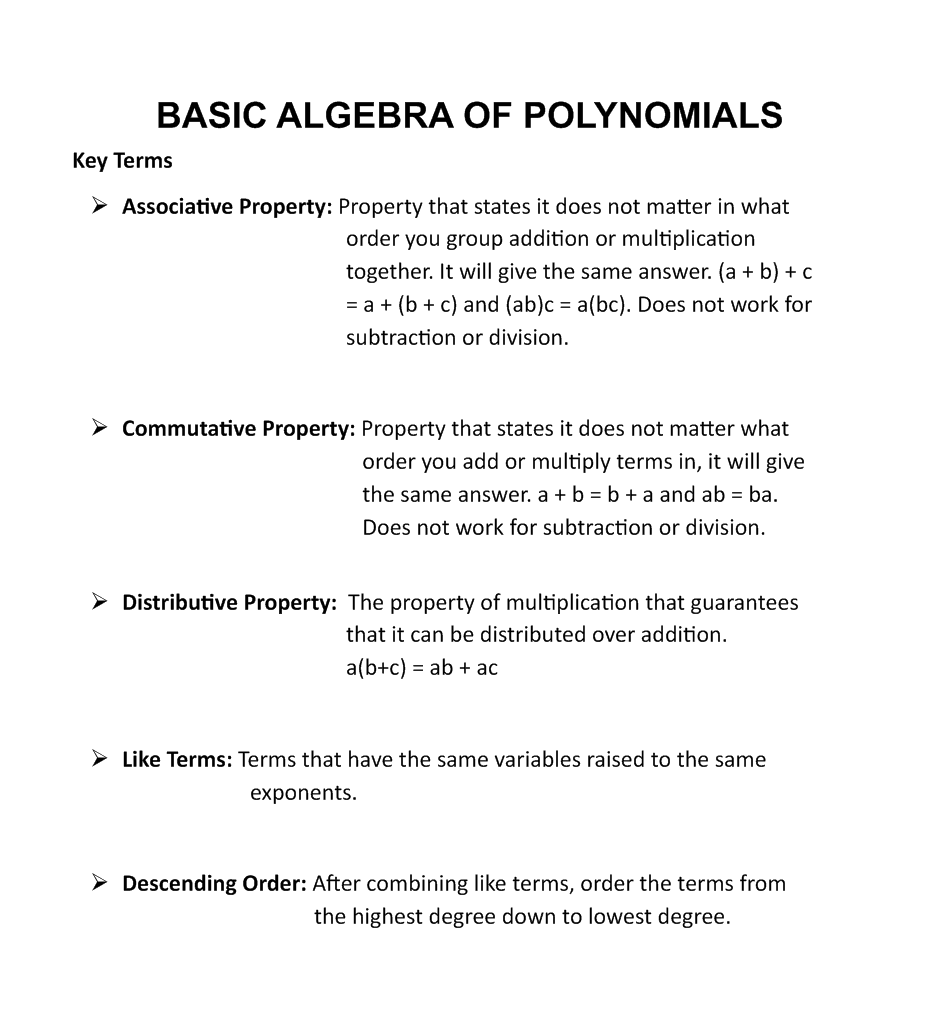 BASIC ALGEBRA OF POLYNOMIALS
Key Terms
➢ Associative Property: Property that states it does not matter in what
order you group addition or multiplication
together. It will give the same answer. (a + b) + c
= a + (b + c) and (ab)c = a(bc). Does not work for
subtraction or division.
➢ Commutative Property: Property that states it does not matter what
order you add or multiply terms in, it will give
the same answer. a + b = b + a and ab = ba.
Does not work for subtraction or division.
➢ Distributive Property: The property of multiplication that guarantees
that it can be distributed over addition.
a(b+c) = ab + ac
➢ Like Terms: Terms that have the same variables raised to the same
exponents.
➢ Descending Order: After combining like terms, order the terms from
the highest degree down to lowest degree.